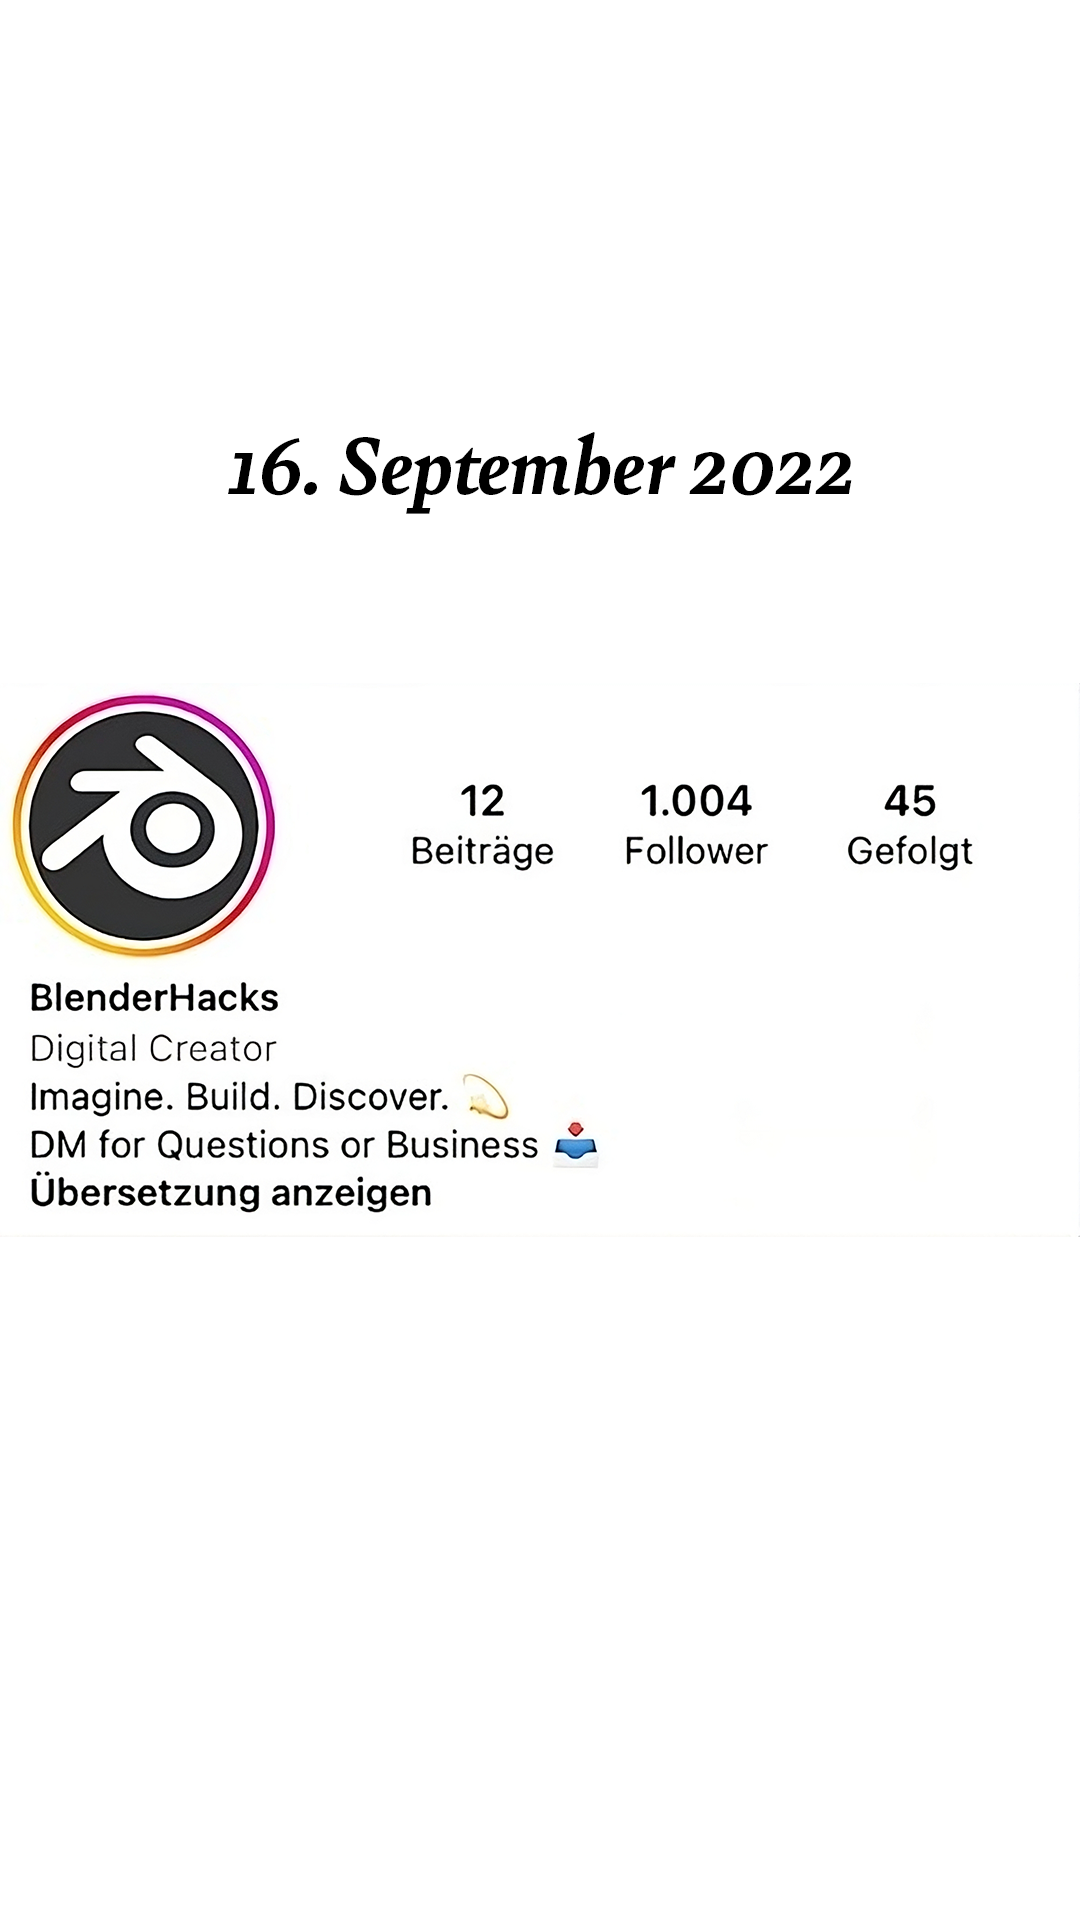 16. September 2022
12 1.004 45
Beiträge Follower Gefolgt
BlenderHacks
Digital Creator
Imagine. Build. Discover. 💫
DM for Questions or Business 📥
Übersetzung anzeigen